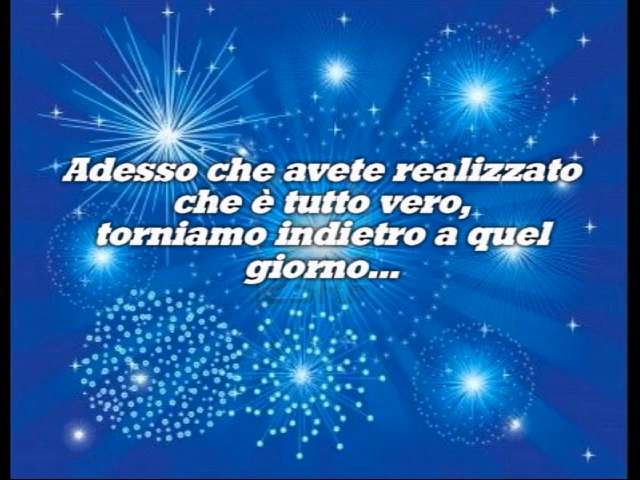 Adesso che avete realizzato
che è tutto vero,
torniamo indietro a quel
giorno...